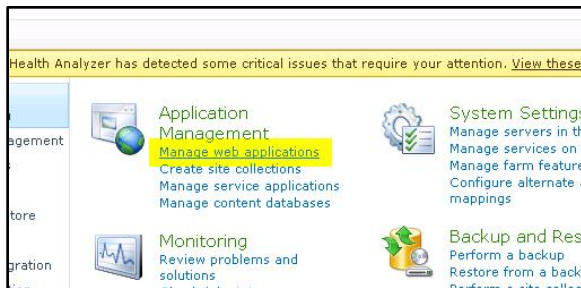 Health Analyzer has detected some critical issues that require your attention. View these
agement
tore
gration
Application
Management
Manage web applications
Create site collections
Manage service applications
Manage content databases
System Settings
Manage servers in th
Manage services on
Manage farm feature
Configure alternate
mappings
Monitoring
Review problems and
solutions
Backup and Res
Perform a backup
Restore from a back